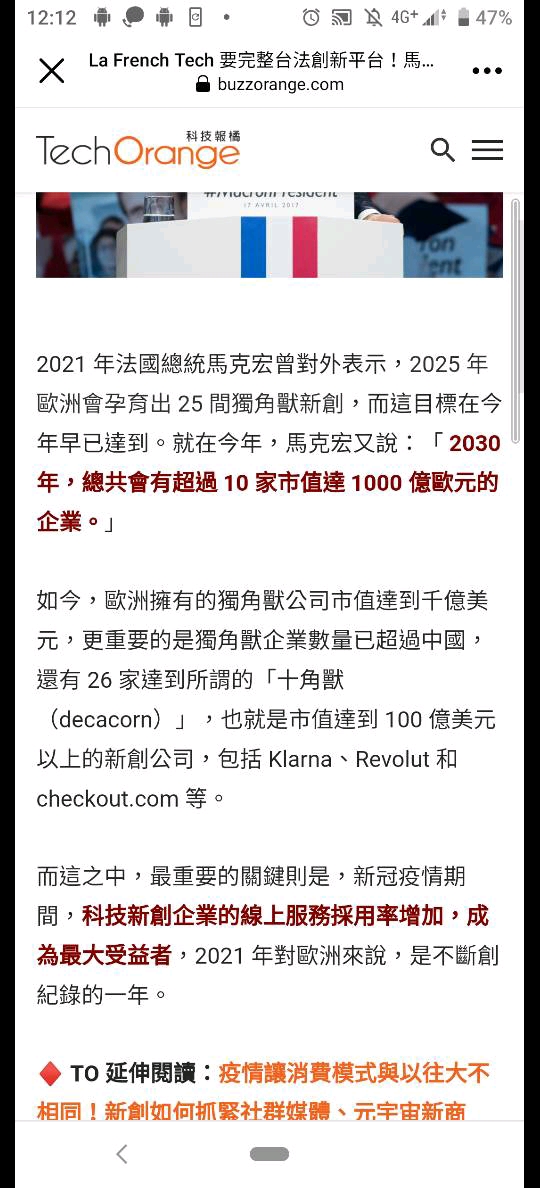 12:12
4G+
47%
La French Tech 要完整台法創新平台！馬...
buzzorange.com
科技報橘
TechOrange
#MacronPresident
17 AVRIL 2017
2021 年法國總統馬克宏曾對外表示，2025 年
歐洲會孕育出 25 間獨角獸新創，而這目標在今
年早已達到。就在今年，馬克宏又說：「 2030
年，總共會有超過 10 家市值達 1000 億歐元的
企業。」
如今，歐洲擁有的獨角獸公司市值達到千億美
元，更重要的是獨角獸企業數量已超過中國，
還有 26 家達到所謂的「十角獸
（decacorn）」，也就是市值達到 100 億美元
以上的新創公司，包括 Klarna、Revolut 和
checkout.com 等。
而這之中，最重要的關鍵則是，新冠疫情期
間，科技新創企業的線上服務採用率增加，成
為最大受益者，2021 年對歐洲來說，是不斷創
紀錄的一年。
TO 延伸閱讀：疫情讓消費模式與以往大不
相同！新創如何抓緊社群媒體、元宇宙新商